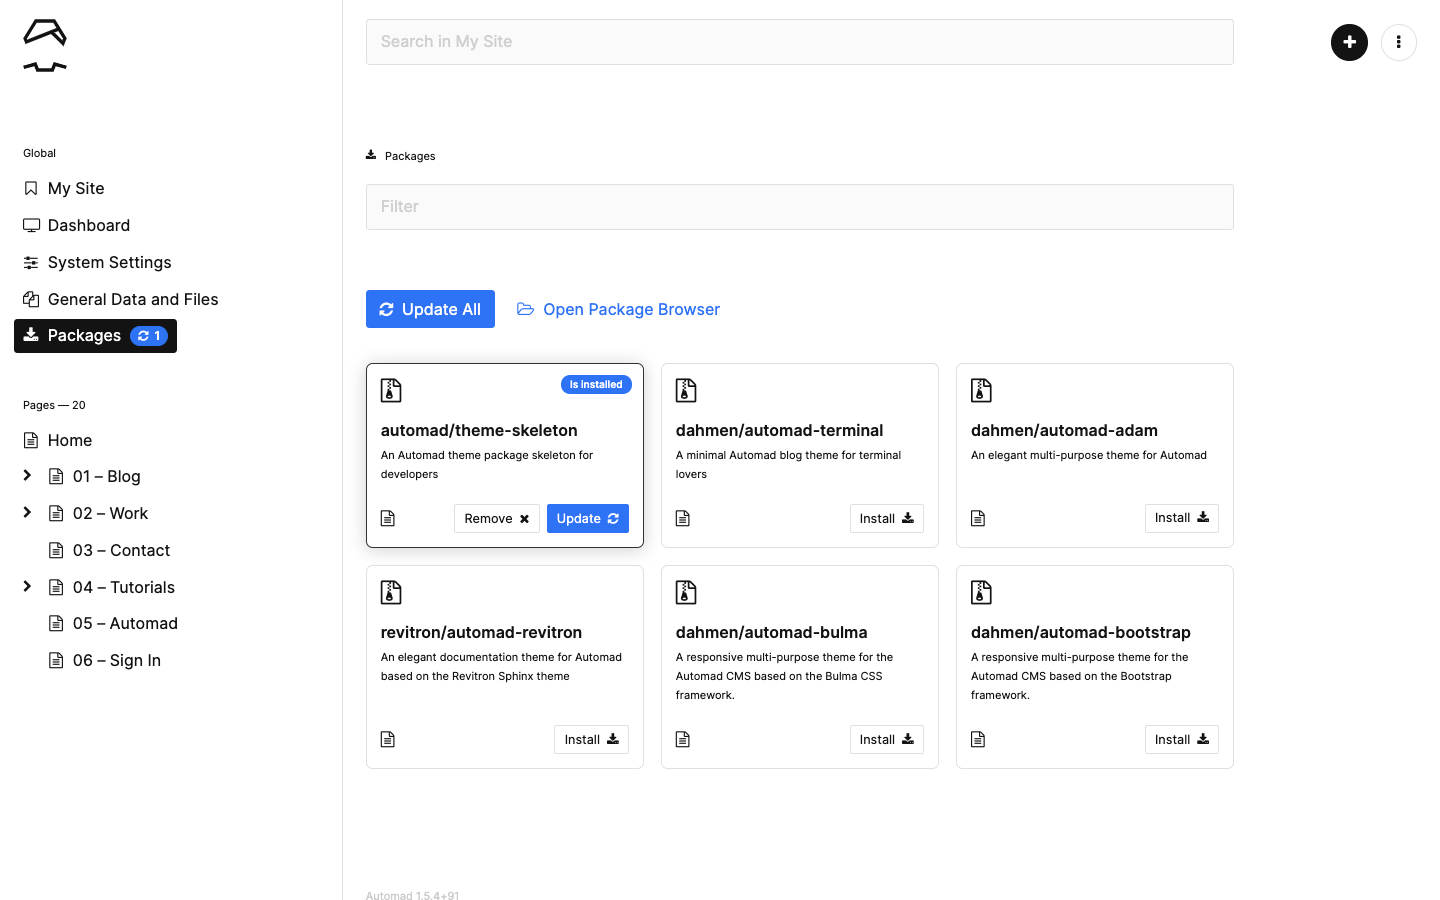 Search in My Site
Global
My Site
Dashboard
System Settings
General Data and Files
Packages 1
Pages — 20
Home
01 – Blog
02 – Work
03 – Contact
04 – Tutorials
05 – Automad
06 – Sign In
Packages
Filter
Update All
Open Package Browser
Is installed
automad/theme-skeleton
An Automad theme package skeleton for
developers
Remove
Update
dahmen/automad-terminal
A minimal Automad blog theme for terminal
lovers
Install
dahmen/automad-adam
An elegant multi-purpose theme for Automad
Install
revitron/automad-revitron
An elegant documentation theme for Automad
based on the Revitron Sphinx theme
Install
dahmen/automad-bulma
A responsive multi-purpose theme for the
Automad CMS based on the Bulma CSS
framework.
Install
dahmen/automad-bootstrap
A responsive multi-purpose theme for the
Automad CMS based on the Bootstrap
framework.
Install
Automad 1.5.4+91